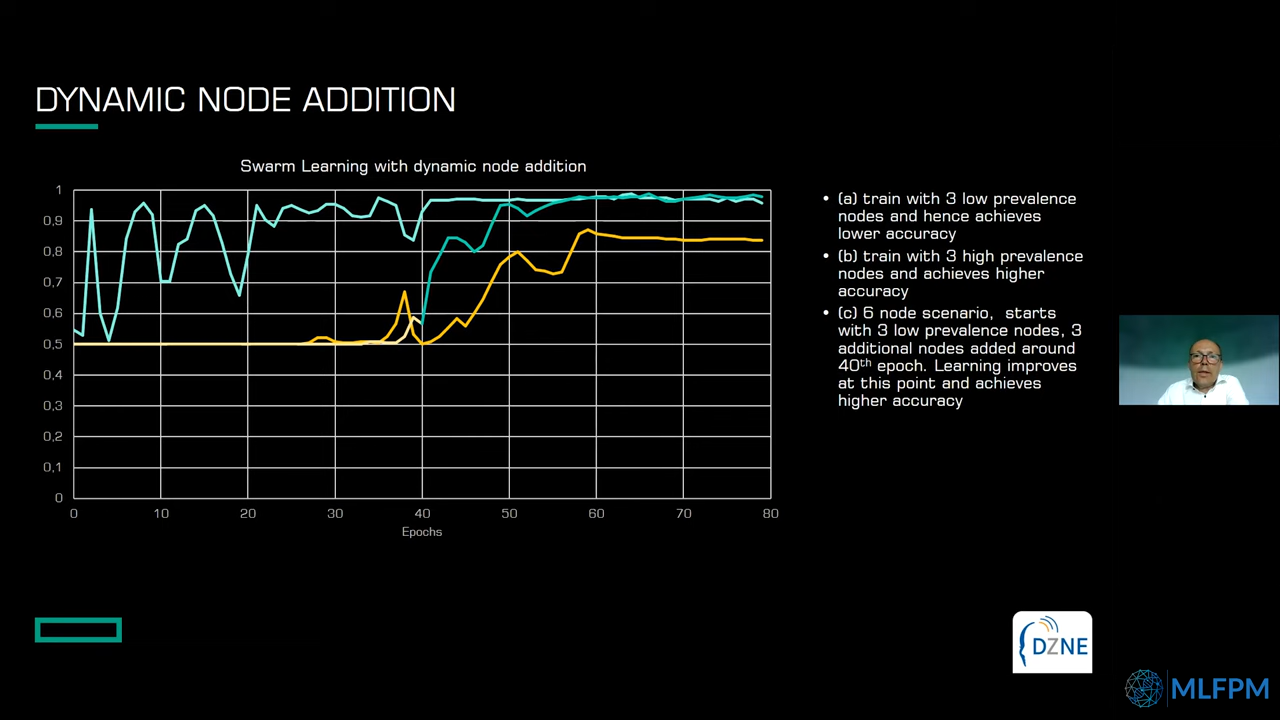 DYNAMIC NODE ADDITION
Swarm Learning with dynamic node addition
1
0,9
0,8
0,7
0,6
0,5
0,4
0,3
0,2
0,1
0
0 10 20 30 40 50 60 70 80
Epochs
• (a) train with 3 low prevalence
nodes and hence achieves
lower accuracy
• (b) train with 3 high prevalence
nodes and achieves higher
accuracy
• (c) 6 node scenario, starts
with 3 low prevalence nodes, 3
additional nodes added around
40th epoch. Learning improves
at this point and achieves
higher accuracy
DZNE
MLFPM